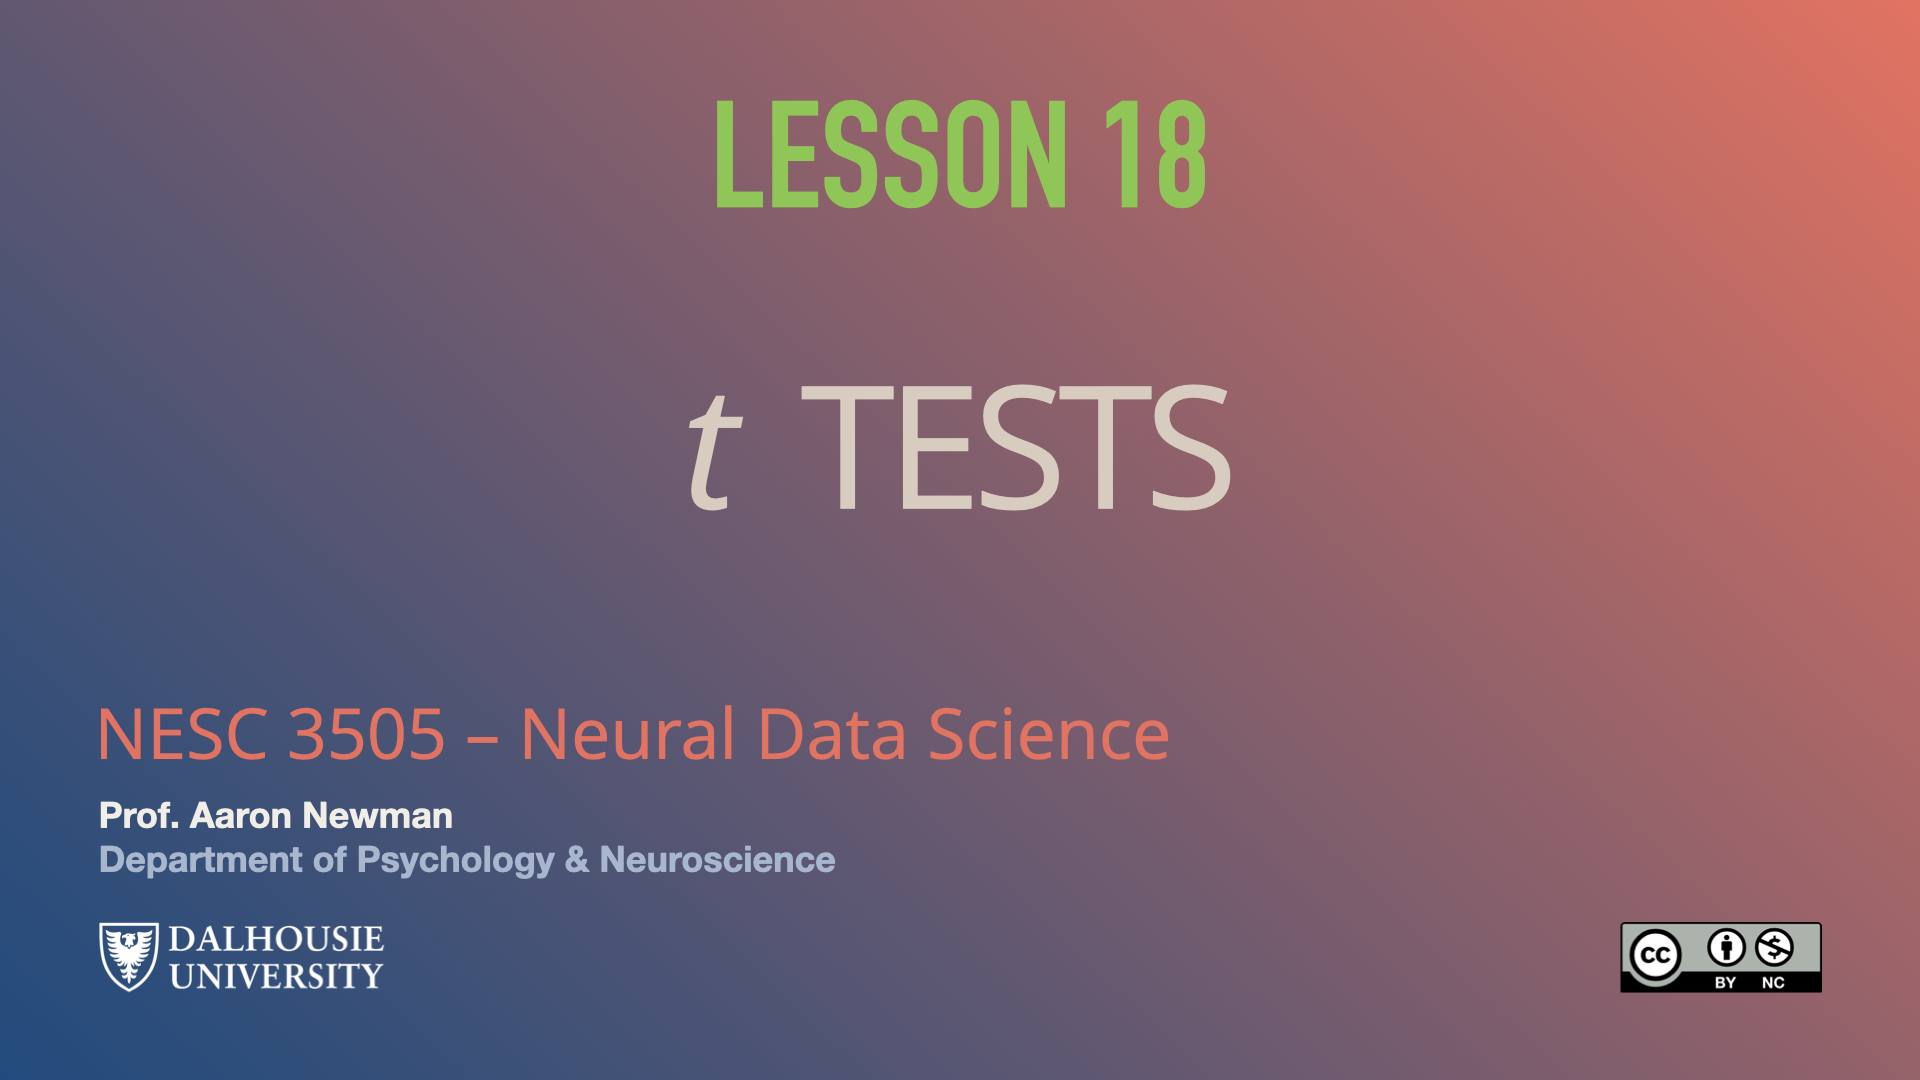 LESSON 18
t TESTS
NESC 3505 – Neural Data Science
Prof. Aaron Newman
Department of Psychology & Neuroscience
DALHOUSIE
UNIVERSITY
CC
BY NC